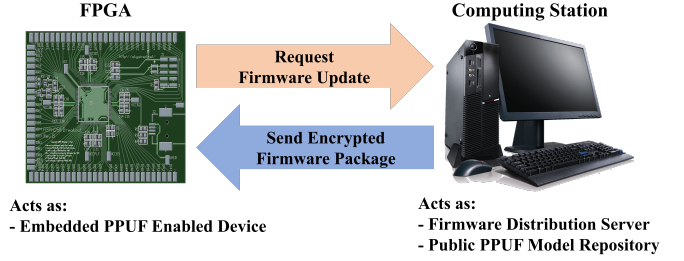 FPGA
Computing Station
Request
Firmware Update
Send Encrypted
Firmware Package
Acts as:
- Embedded PPUF Enabled Device
Acts as:
- Firmware Distribution Server
- Public PPUF Model Repository